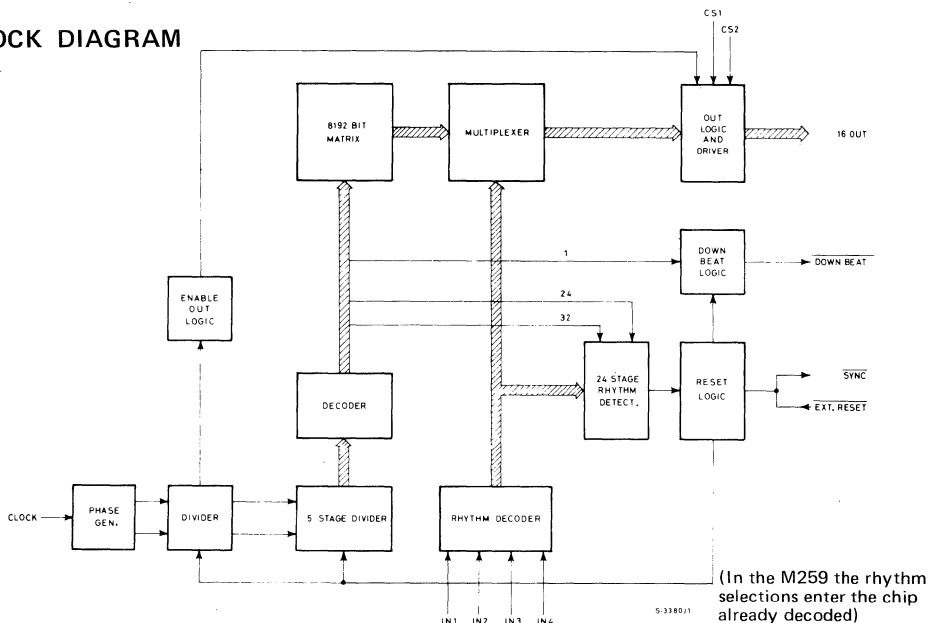 OCK DIAGRAM
CS1
CS2
8192 BIT
MATRIX
MULTIPLEXER
OUT
LOGIC
AND
DRIVER
16 OUT
1
DOWN
BEAT
LOGIC
DOWN BEAT
ENABLE
OUT
LOGIC
24
32
DECODER
24 STAGE
RHYTHM
DETECT.
RESET
LOGIC
SYNC
EXT. RESET
CLOCK
PHASE
GEN.
DIVIDER
5 STAGE DIVIDER
RHYTHM DECODER
IN1 IN2 IN3 IN4
S-3380/1
(In the M259 the rhythm
selections enter the chip
already decoded)